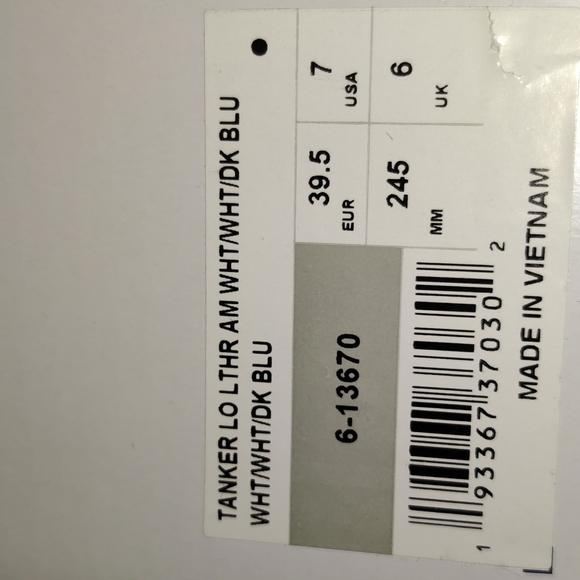 TANKER LO LTHR AM WHT/WHT/DK BLU
WHT/WHT/DK BLU
6-13670
39.5 EUR
7 USA
245 MM
6 UK
1 93367 37030 2
MADE IN VIETNAM